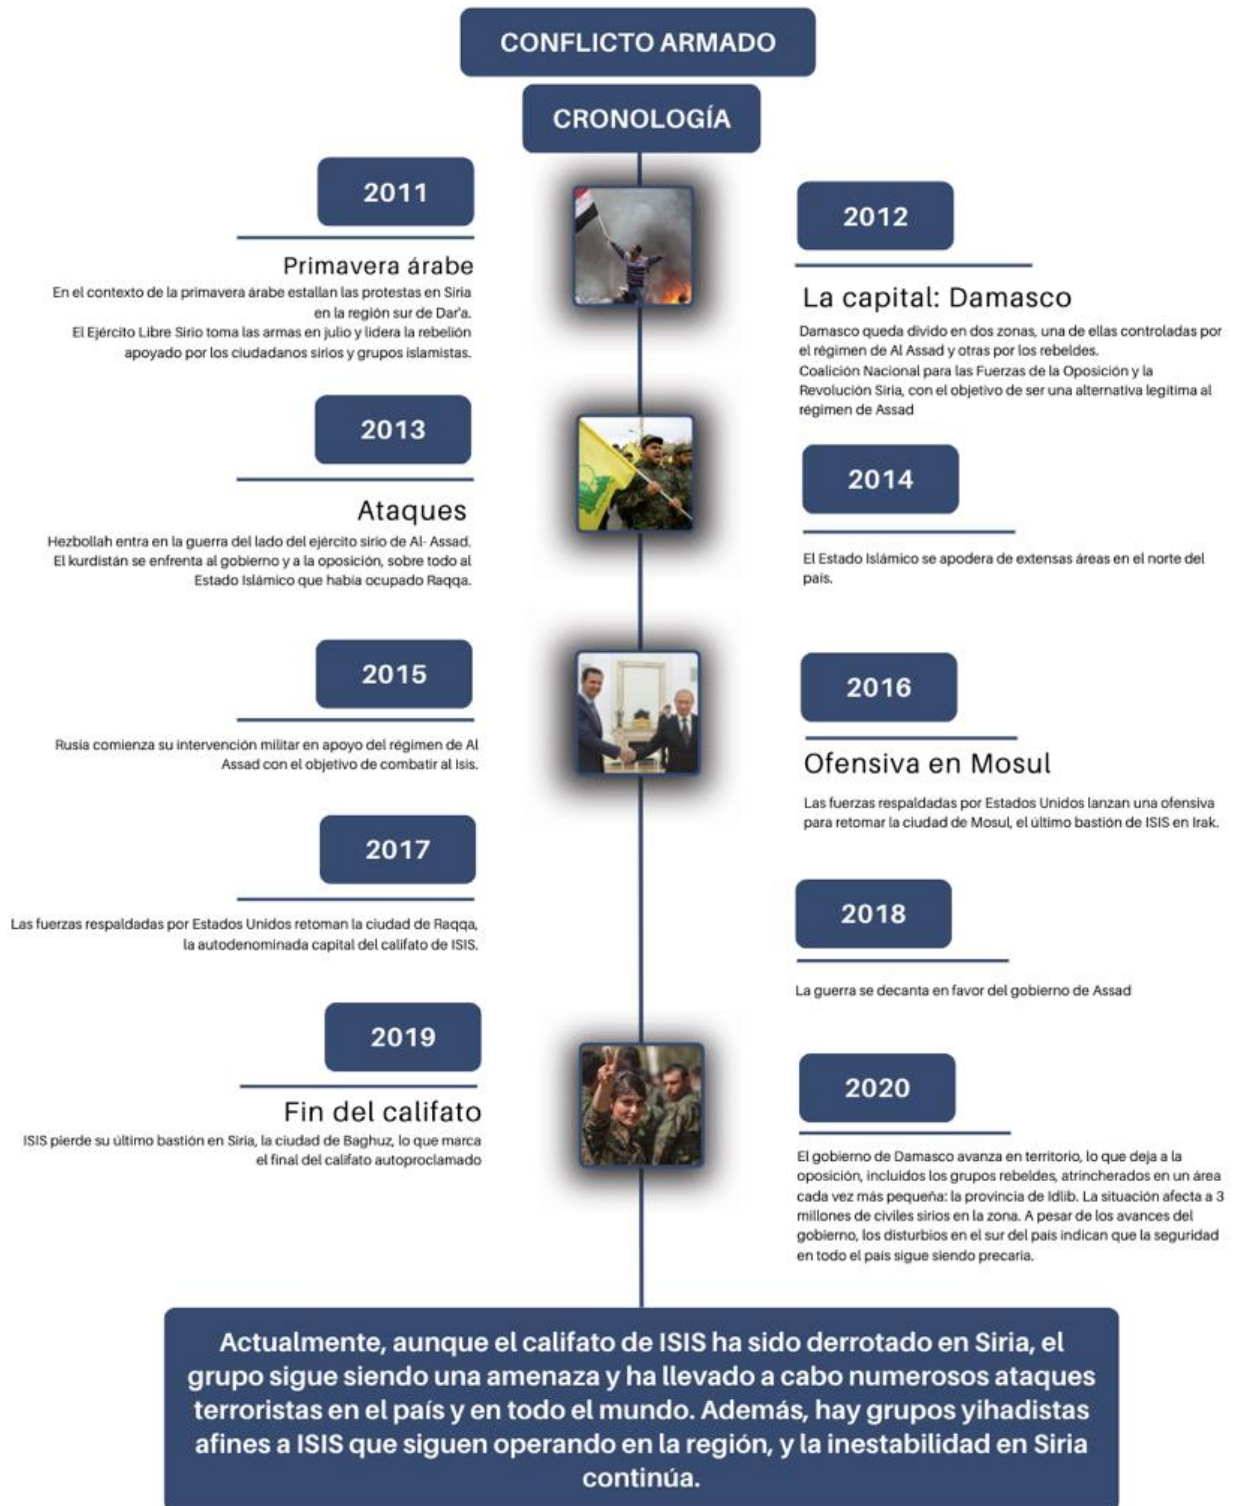 CONFLICTO ARMADO
CRONOLOGÍA
2011
Primavera árabe
En el contexto de la primavera árabe estallan las protestas en Siria
en la región sur de Dar'a.
El Ejército Libre Sirio toma las armas en julio y lidera la rebelión
apoyado por los ciudadanos sirios y grupos islamistas.
2012
La capital: Damasco
Damasco queda divido en dos zonas, una de ellas controladas por
el régimen de Al Assad y otras por los rebeldes.
Coalición Nacional para las Fuerzas de la Oposición y la
Revolución Siria, con el objetivo de ser una alternativa legítima al
régimen de Assad
2013
Ataques
Hezbollah entra en la guerra del lado del ejército sirio de Al- Assad.
El kurdistán se enfrenta al gobierno y a la oposición, sobre todo al
Estado Islámico que había ocupado Raqqa.
2014
El Estado Islámico se apodera de extensas áreas en el norte del
país.
2015
Rusia comienza su intervención militar en apoyo del régimen de Al
Assad con el objetivo de combatir al Isis.
2016
Ofensiva en Mosul
Las fuerzas respaldadas por Estados Unidos lanzan una ofensiva
para retomar la ciudad de Mosul, el último bastión de ISIS en Irak.
2017
Las fuerzas respaldadas por Estados Unidos retoman la ciudad de Raqqa,
la autodenominada capital del califato de ISIS.
2018
La guerra se decanta en favor del gobierno de Assad
2019
Fin del califato
ISIS pierde su último bastión en Siria, la ciudad de Baghuz, lo que marca
el final del califato autoproclamado
2020
El gobierno de Damasco avanza en territorio, lo que deja a la
oposición, incluidos los grupos rebeldes, atrincherados en un área
cada vez más pequeña: la provincia de Idlib. La situación afecta a 3
millones de civiles sirios en la zona. A pesar de los avances del
gobierno, los disturbios en el sur del país indican que la seguridad
en todo el país sigue siendo precaria.
Actualmente, aunque el califato de ISIS ha sido derrotado en Siria, el
grupo sigue siendo una amenaza y ha llevado a cabo numerosos ataques
terroristas en el país y en todo el mundo. Además, hay grupos yihadistas
afines a ISIS que siguen operando en la región, y la inestabilidad en Siria
continúa.